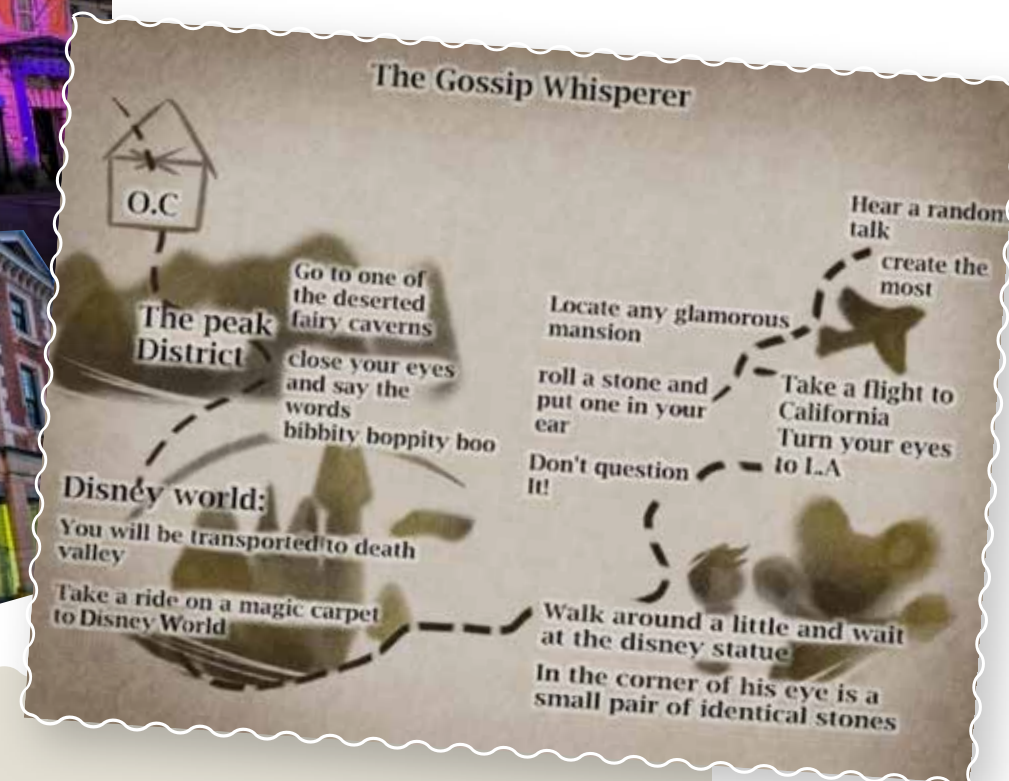 The Gossip Whisperer
O.C
The peak
District
Go to one of
the deserted
fairy caverns
close your eyes
and say the
words
bibbity boppity boo
Disney world:
You will be transported to death
valley
Take a ride on a magic carpet
to Disney World
Walk around a little and wait
at the disney statue
In the corner of his eye is a
small pair of identical stones
Don't question
It!
Take a flight to
California
Turn your eyes
to L.A
Locate any glamorous
mansion
roll a stone and
put one in your
ear
Hear a random
talk
create the
most